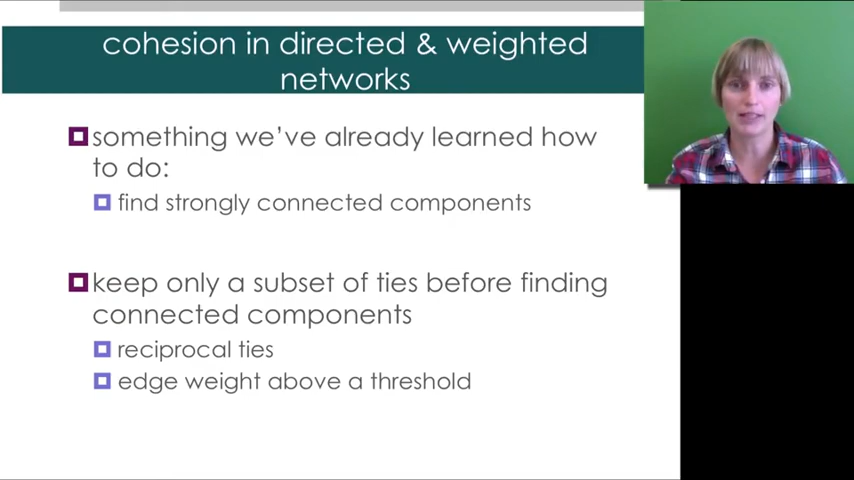 cohesion in directed & weighted
networks
something we've already learned how
to do:
find strongly connected components
keep only a subset of ties before finding
connected components
reciprocal ties
edge weight above a threshold